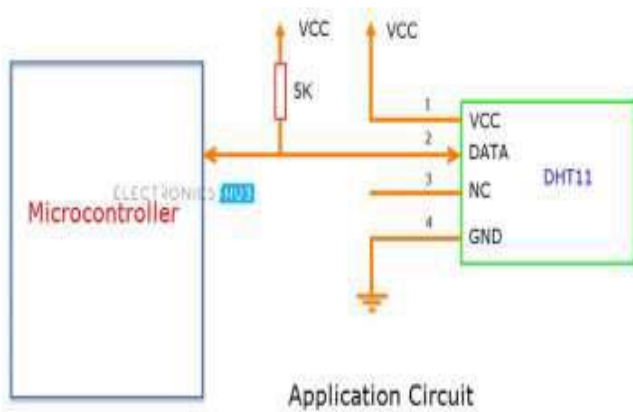 VCC
VCC
5K
1
VCC
2
DATA
DHT11
3
NC
ELECTRONICS HUB
Microcontroller
4
GND
Application Circuit